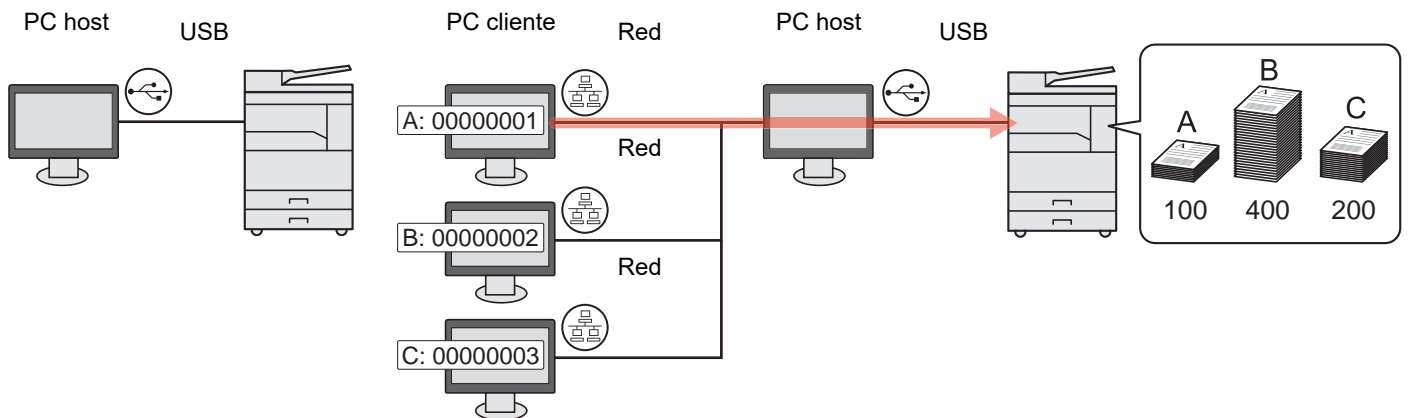 PC host
USB
PC cliente
Red
PC host
USB
A: 00000001
Red
B: 00000002
Red
C: 00000003
A
B
C
A
A
A
100
400
200